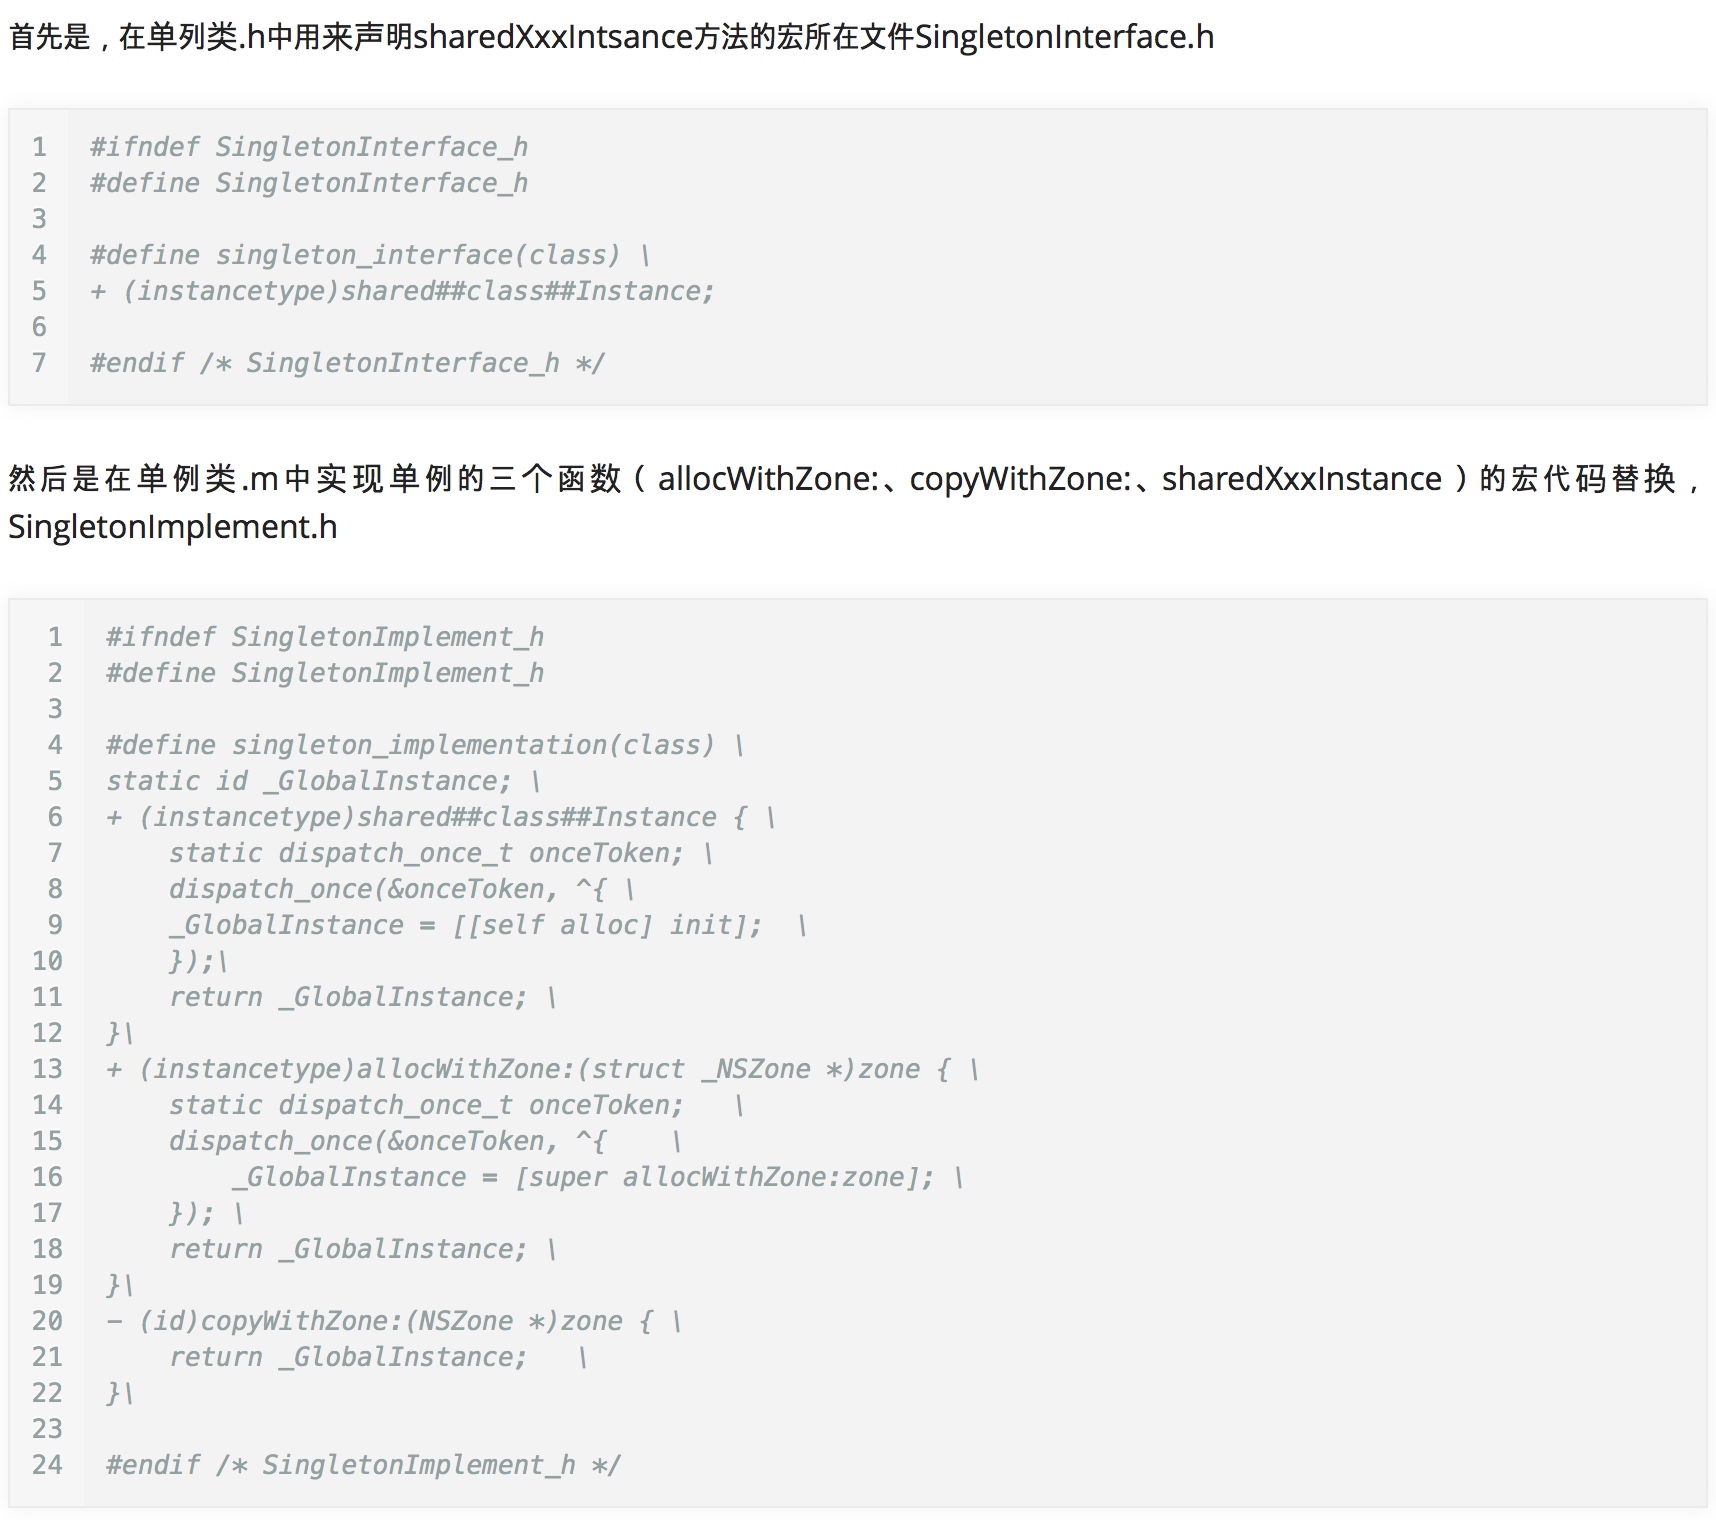 首先是，在单列类.h中用来声明sharedXxxIntsance方法的宏所在文件SingletonInterface.h
1 #ifndef SingletonInterface_h
2 #define SingletonInterface_h
3
4 #define singleton_interface(class) \
5 + (instancetype)shared##class##Instance;
6
7 #endif /* SingletonInterface_h */
然后是在单例类.m中实现单例的三个函数（allocWithZone:、copyWithZone:、sharedXxxInstance）的宏代码替换，
SingletonImplement.h
1 #ifndef SingletonImplement_h
2 #define SingletonImplement_h
3
4 #define singleton_implementation(class) \
5 static id _GlobalInstance; \
6 + (instancetype)shared##class##Instance { \
7     static dispatch_once_t onceToken; \
8     dispatch_once(&onceToken, ^{ \
9     _GlobalInstance = [[self alloc] init];  \
10     });\
11     return _GlobalInstance; \
12 }\
13 + (instancetype)allocWithZone:(struct _NSZone *)zone { \
14     static dispatch_once_t onceToken;   \
15     dispatch_once(&onceToken, ^{    \
16         _GlobalInstance = [super allocWithZone:zone]; \
17     }); \
18     return _GlobalInstance; \
19 }\
20 - (id)copyWithZone:(NSZone *)zone { \
21     return _GlobalInstance;   \
22 }\
23
24 #endif /* SingletonImplement_h */